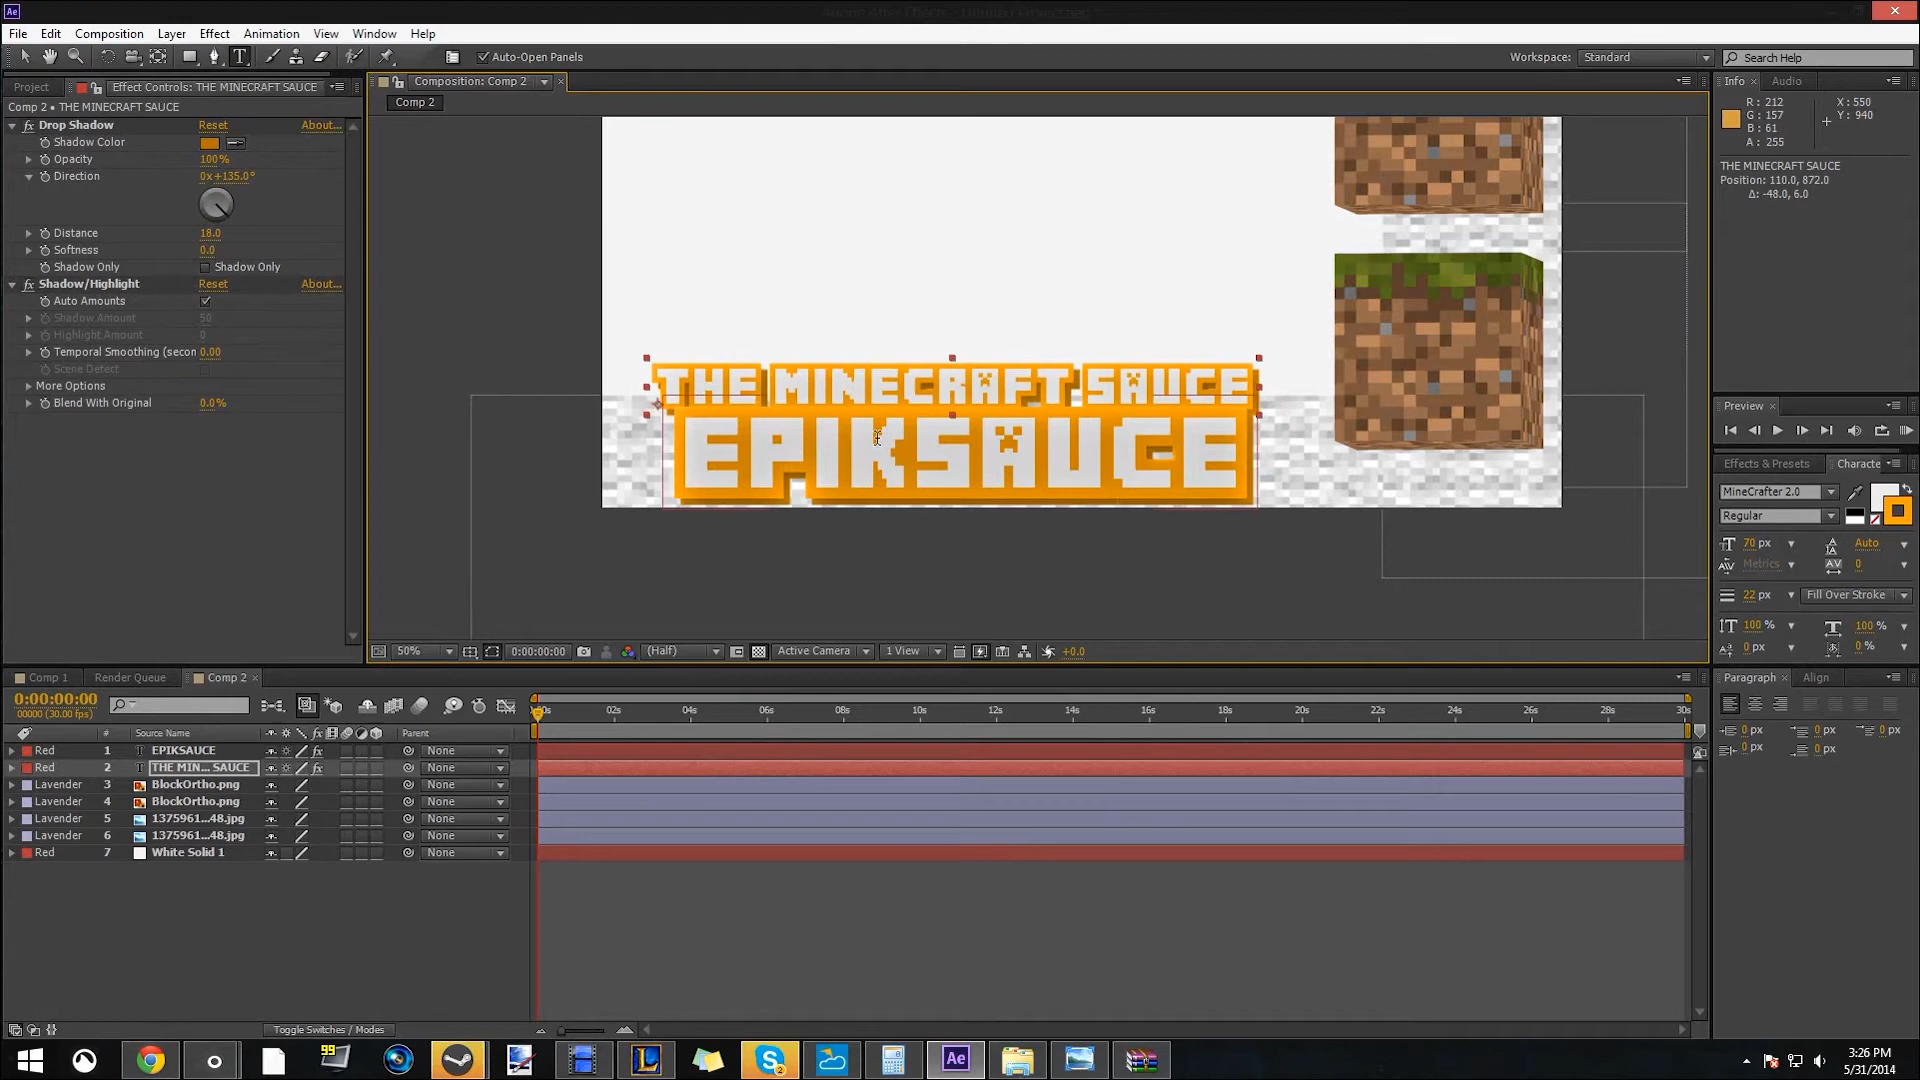 Ae
File Edit Composition Layer Effect Animation View Window Help
T Auto-Open Panels Workspace: Standard Search Help
Project Effect Controls: THE MINECRAFT SAUCE
Comp 2 • THE MINECRAFT SAUCE
fx Drop Shadow Reset About...
Shadow Color
Opacity 100%
Direction 0x+135.0°
Distance 18.0
Softness 0.0
Shadow Only Shadow Only
fx Shadow/Highlight Reset About...
Auto Amounts
Shadow Amount 50
Highlight Amount 0
Temporal Smoothing (secon 0.00
Scene Detect
More Options
Blend With Original 0.0%
Composition: Comp 2
Comp 2
THE MINECRAFT SAUCE
EPIKSAUCE
50% 0:00:00:00 (Half) Active Camera 1 View +0.0
Info Audio
R: 212 X: 550
G: 157 Y: 940
B: 61
A: 255
THE MINECRAFT SAUCE
Position: 110.0, 872.0
Δ: -48.0, 6.0
Preview
Effects & Presets Characte
MineCrafter 2.0
Regular
70 px Auto
Metrics 0
22 px Fill Over Stroke
100 % 100 %
0 px 0 %
Paragraph Align
0 px 0 px 0 px
0 px 0 px
Comp 1 Render Queue Comp 2
0:00:00:00
00000 (30.00 fps)
00s 02s 04s 06s 08s 10s 12s 14s 16s 18s 20s 22s 24s 26s 28s 30s
# Source Name Parent
Red 1 T EPIKSAUCE fx None
Red 2 T THE MIN... SAUCE fx None
Lavender 3 BlockOrtho.png None
Lavender 4 BlockOrtho.png None
Lavender 5 1375961...48.jpg None
Lavender 6 1375961...48.jpg None
Red 7 White Solid 1 None
Toggle Switches / Modes
99
2
Ae
3:26 PM
5/31/2014